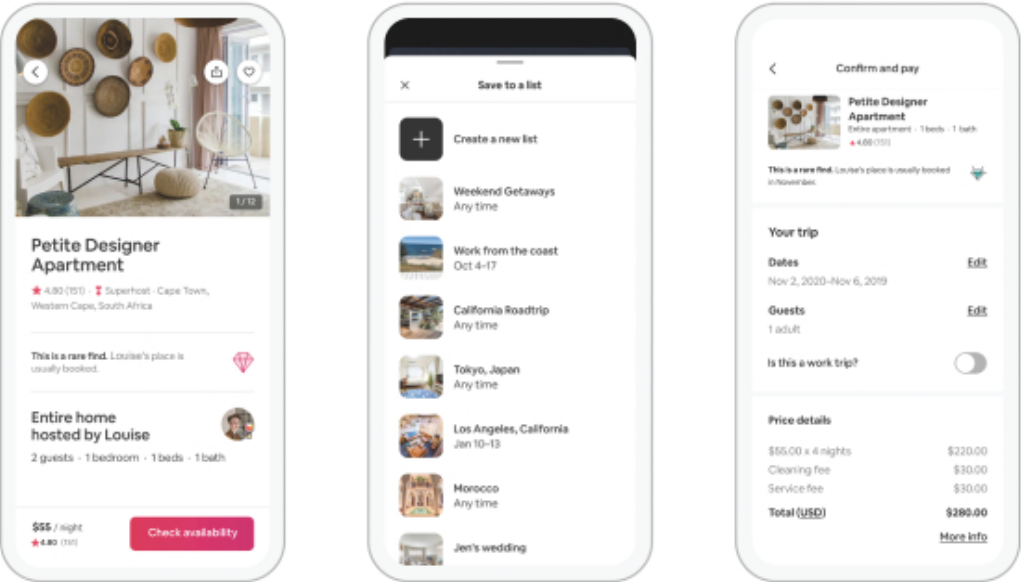 1 / 12
Petite Designer
Apartment
4.80 (151) · Superhost · Cape Town,
Western Cape, South Africa
This is a rare find. Louise's place is
usually booked.
Entire home
hosted by Louise
2 guests · 1 bedroom · 1 beds · 1 bath
$55 / night
4.80 (151)
Check availability
Save to a list
Create a new list
Weekend Getaways
Any time
Work from the coast
Oct 4–17
California Roadtrip
Any time
Tokyo, Japan
Any time
Los Angeles, California
Jan 10–13
Morocco
Any time
Jen's wedding
Confirm and pay
Petite Designer
Apartment
Entire apartment · 1 beds · 1 bath
4.80 (151)
This is a rare find. Louise's place is usually booked
in November.
Your trip
Dates
Edit
Nov 2, 2020–Nov 6, 2019
Guests
Edit
1 adult
Is this a work trip?
Price details
$55.00 x 4 nights $220.00
Cleaning fee $30.00
Service fee $30.00
Total (USD) $280.00
More info